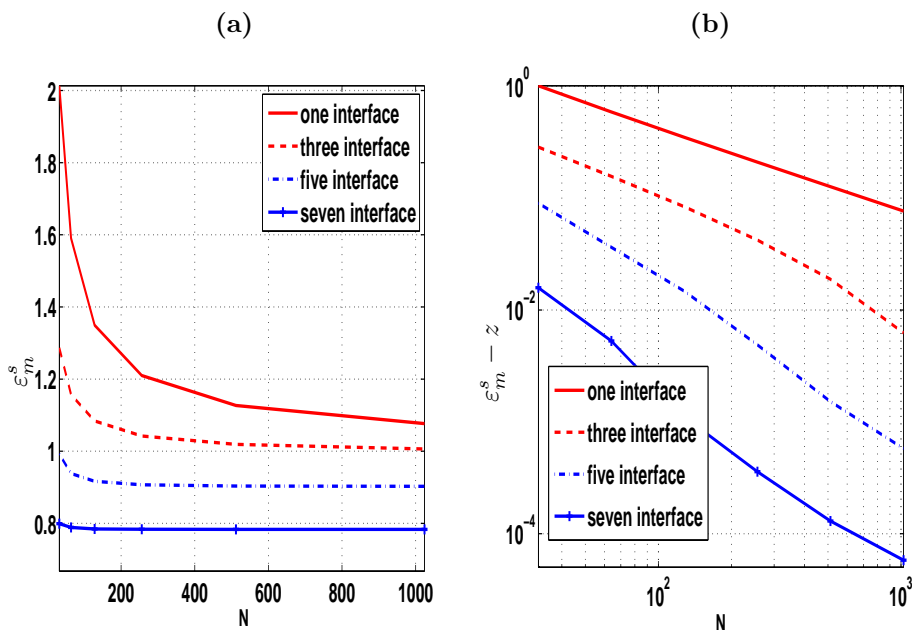 (a)
2
1.8
1.6
1.4
1.2
1
0.8
ε_m^s
200 400 600 800 1000
N
one interface
three interface
five interface
seven interface
(b)
10^0
10^-2
10^-4
ε_m^s − z
10^2 10^3
N
one interface
three interface
five interface
seven interface